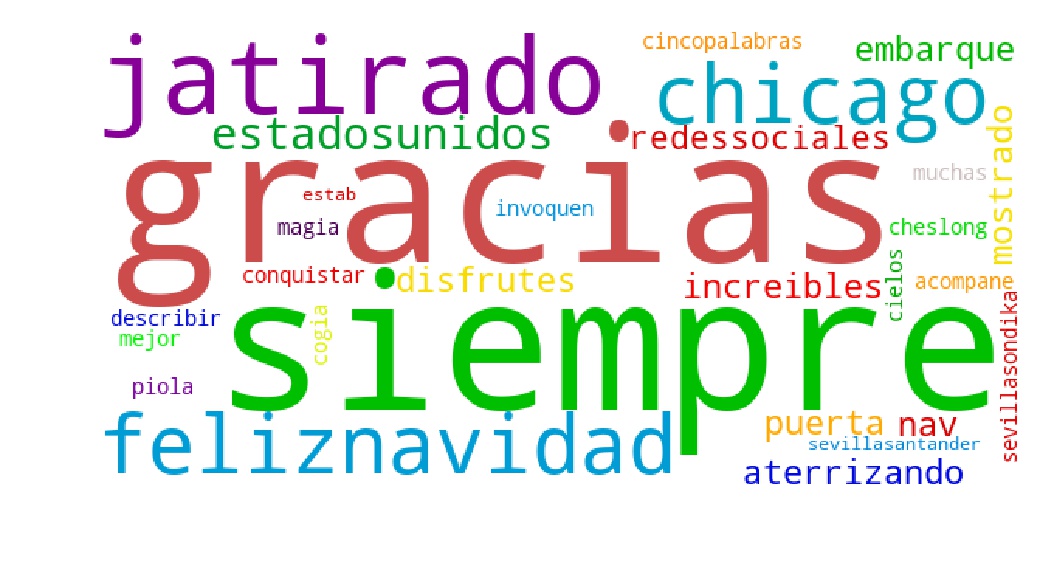 cincopalabras
embarque
jatirado
chicago
estadosunidos
redessociales
mostrado
gracias
muchas
estab
invoquen
magia
cheslong
conquistar
disfrutes
increibles
cielos
acompane
describir
cogia
siempre
sevillasondika
mejor
piola
feliznavidad
puerta
nav
sevillasantander
aterrizando